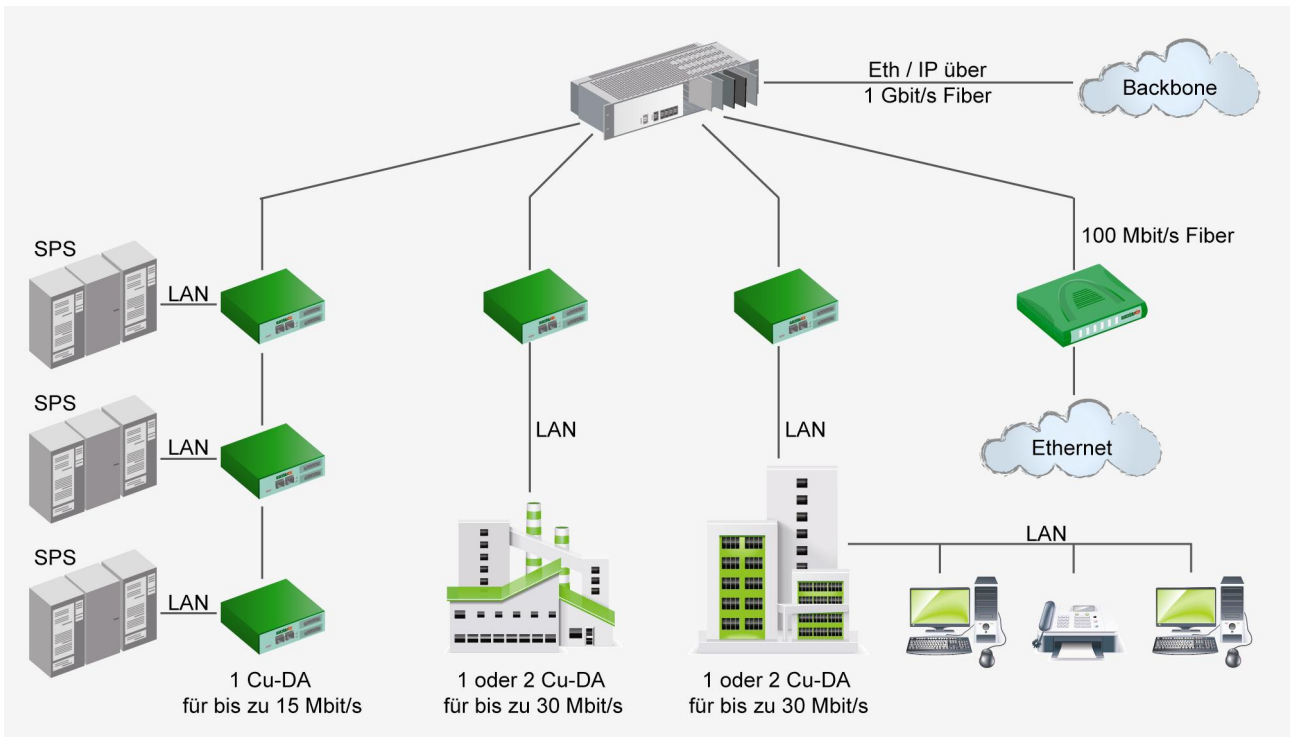 Eth / IP über
1 Gbit/s Fiber
Backbone
100 Mbit/s Fiber
SPS
LAN
SPS
LAN
LAN
LAN
Ethernet
LAN
SPS
LAN
1 Cu-DA
für bis zu 15 Mbit/s
1 oder 2 Cu-DA
für bis zu 30 Mbit/s
1 oder 2 Cu-DA
für bis zu 30 Mbit/s